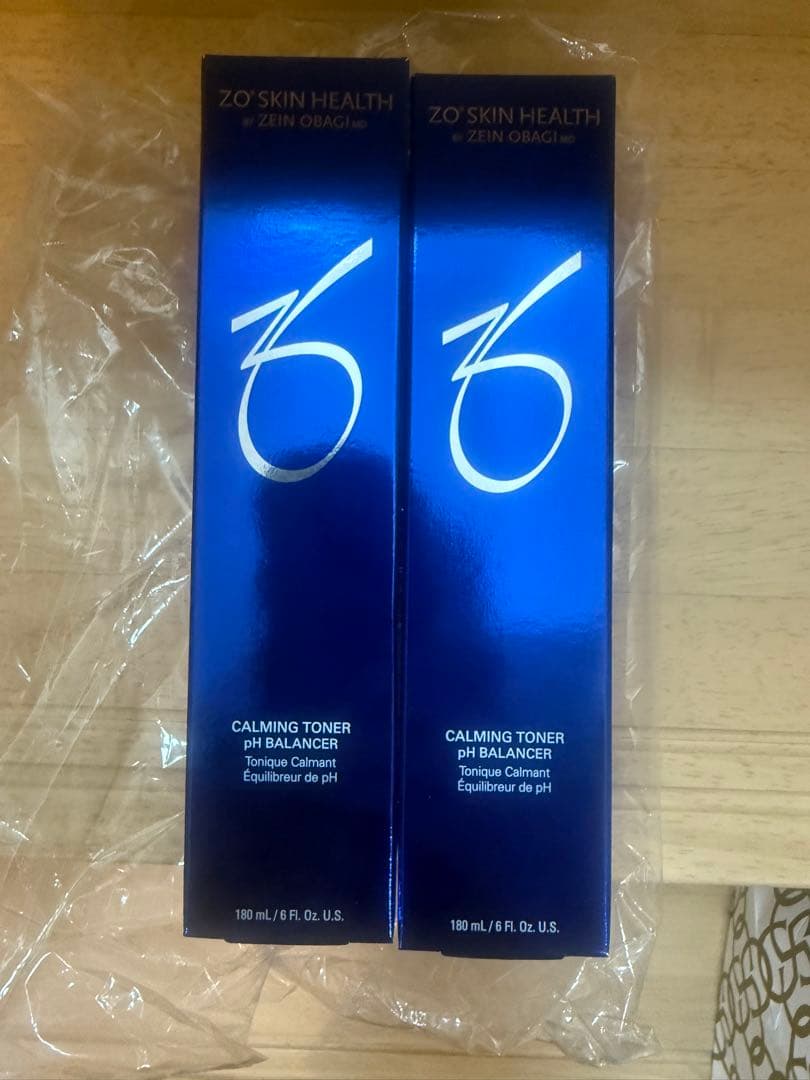 ZO® SKIN HEALTH
BY ZEIN OBAGI MD
CALMING TONER
pH BALANCER
Tonique Calmant
Équilibreur de pH
180 mL / 6 Fl. Oz. U.S.
ZO® SKIN HEALTH
BY ZEIN OBAGI MD
CALMING TONER
pH BALANCER
Tonique Calmant
Équilibreur de pH
180 mL / 6 Fl. Oz. U.S.